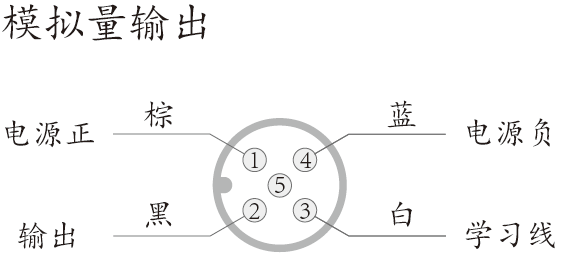 模拟量输出
电源正 棕 蓝 电源负
1 4
5
2 3
输出 黑 白 学习线